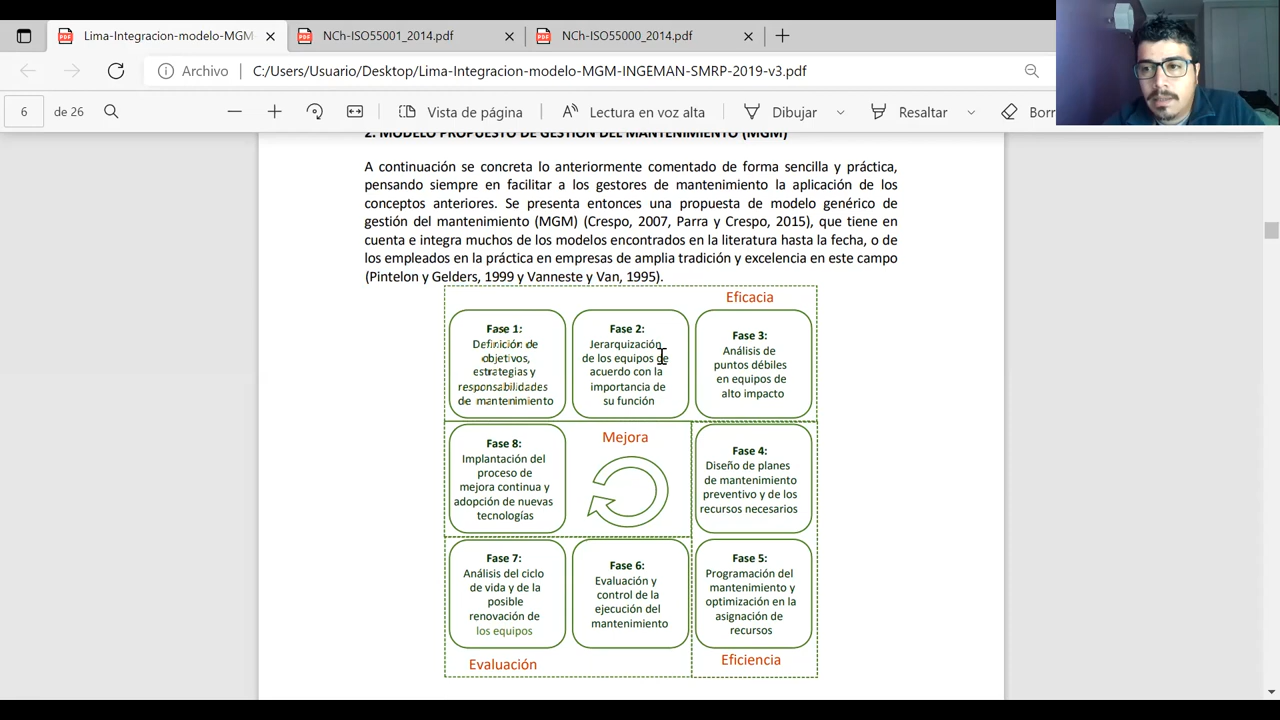 Lima-Integracion-modelo-MGM
NCh-ISO55001_2014.pdf
NCh-ISO55000_2014.pdf
Archivo
C:/Users/Usuario/Desktop/Lima-Integracion-modelo-MGM-INGEMAN-SMRP-2019-v3.pdf
6
de 26
Vista de página
Lectura en voz alta
Dibujar
Resaltar
Borr
2. MODELO PROPUESTO DE GESTIÓN DEL MANTENIMIENTO (MGM)
A continuación se concreta lo anteriormente comentado de forma sencilla y práctica,
pensando siempre en facilitar a los gestores de mantenimiento la aplicación de los
conceptos anteriores. Se presenta entonces una propuesta de modelo genérico de
gestión del mantenimiento (MGM) (Crespo, 2007, Parra y Crespo, 2015), que tiene en
cuenta e integra muchos de los modelos encontrados en la literatura hasta la fecha, o de
los empleados en la práctica en empresas de amplia tradición y excelencia en este campo
(Pintelon y Gelders, 1999 y Vanneste y Van, 1995).
Eficacia
Fase 1:
Definición de
objetivos,
estrategias y
responsabilidades
de mantenimiento
Fase 2:
Jerarquización
de los equipos de
acuerdo con la
importancia de
su función
Fase 3:
Análisis de
puntos débiles
en equipos de
alto impacto
Fase 8:
Implantación del
proceso de
mejora continua y
adopción de nuevas
tecnologías
Mejora
Fase 4:
Diseño de planes
de mantenimiento
preventivo y de los
recursos necesarios
Fase 7:
Análisis del ciclo
de vida y de la
posible
renovación de
los equipos
Fase 6:
Evaluación y
control de la
ejecución del
mantenimiento
Fase 5:
Programación del
mantenimiento y
optimización en la
asignación de
recursos
Evaluación
Eficiencia